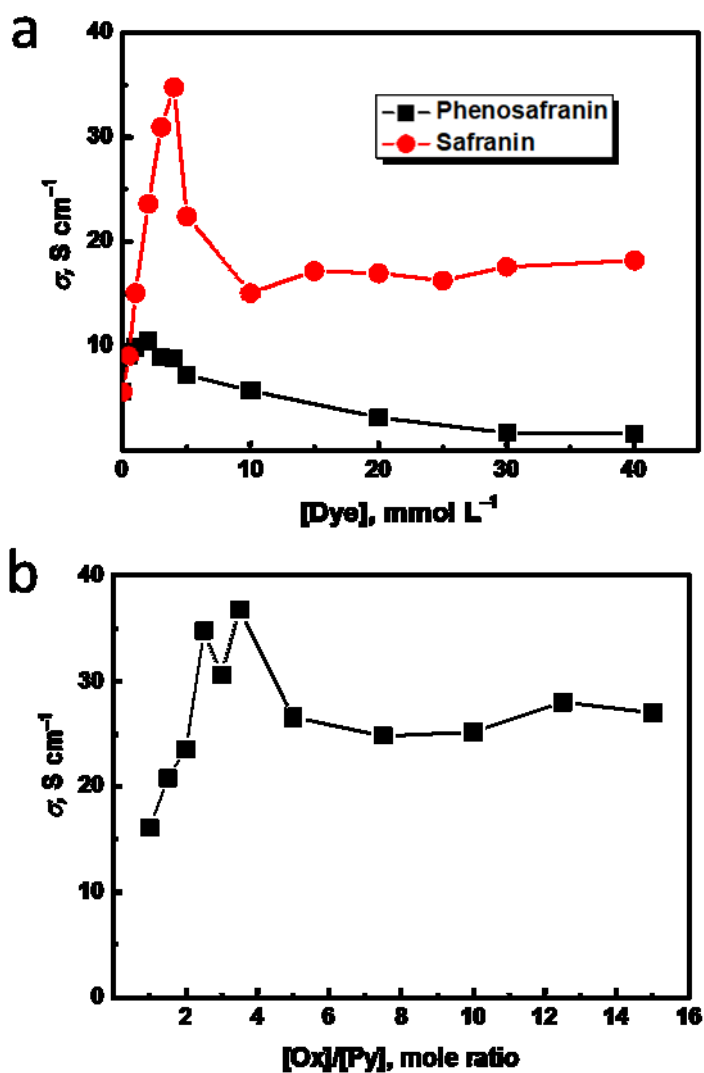 a
40
30
20
10
σ, S cm⁻¹
Phenosafranin
Safranin
0 10 20 30 40
[Dye], mmol L⁻¹
b
40
30
20
10
0
σ, S cm⁻¹
2 4 6 8 10 12 14 16
[Ox]/[Py], mole ratio